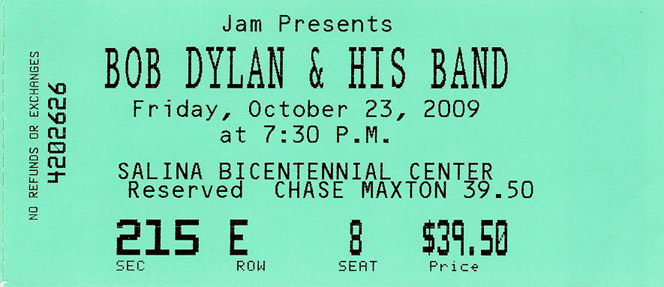 Jam Presents
BOB DYLAN & HIS BAND
Friday, October 23, 2009
at 7:30 P.M.
SALINA BICENTENNIAL CENTER
Reserved CHASE MAXTON 39.50
215 E 8 $39.50
SEC ROW SEAT Price
NO REFUNDS OR EXCHANGES
4202626